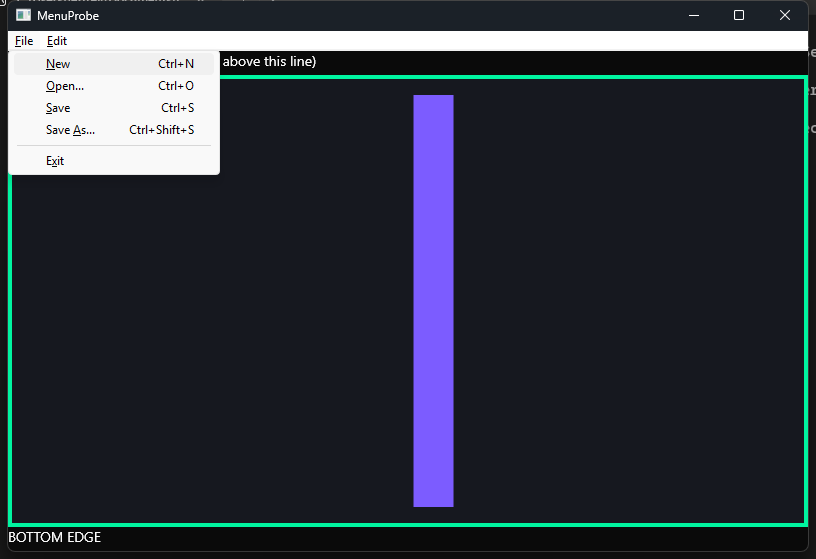 MenuProbe
File Edit
above this line)
New Ctrl+N
Open... Ctrl+O
Save Ctrl+S
Save As... Ctrl+Shift+S
Exit
BOTTOM EDGE